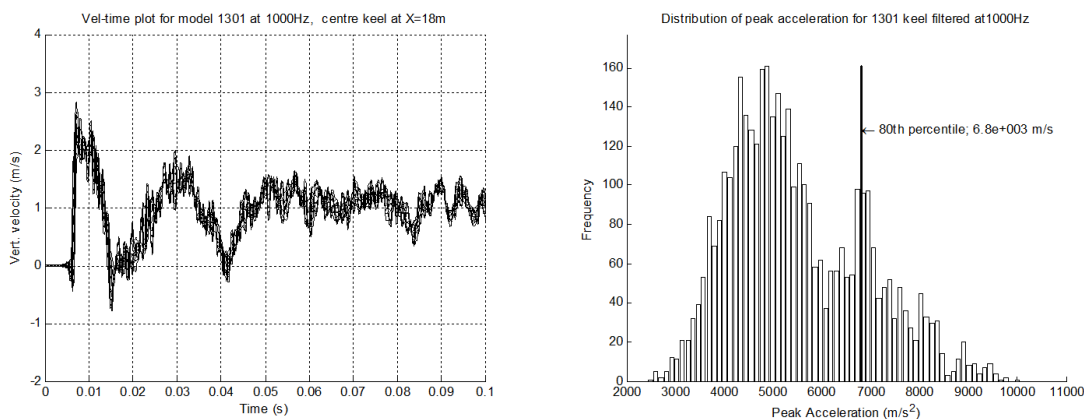 Vel-time plot for model 1301 at 1000Hz, centre keel at X=18m
4
3
2
1
0
-1
-2
Vert. velocity (m/s)
0 0.01 0.02 0.03 0.04 0.05 0.06 0.07 0.08 0.09 0.1
Time (s)
Distribution of peak acceleration for 1301 keel filtered at1000Hz
160
140
120
100
80
60
40
20
0
Frequency
80th percentile; 6.8e+003 m/s
2000 3000 4000 5000 6000 7000 8000 9000 10000 11000
Peak Acceleration (m/s²)